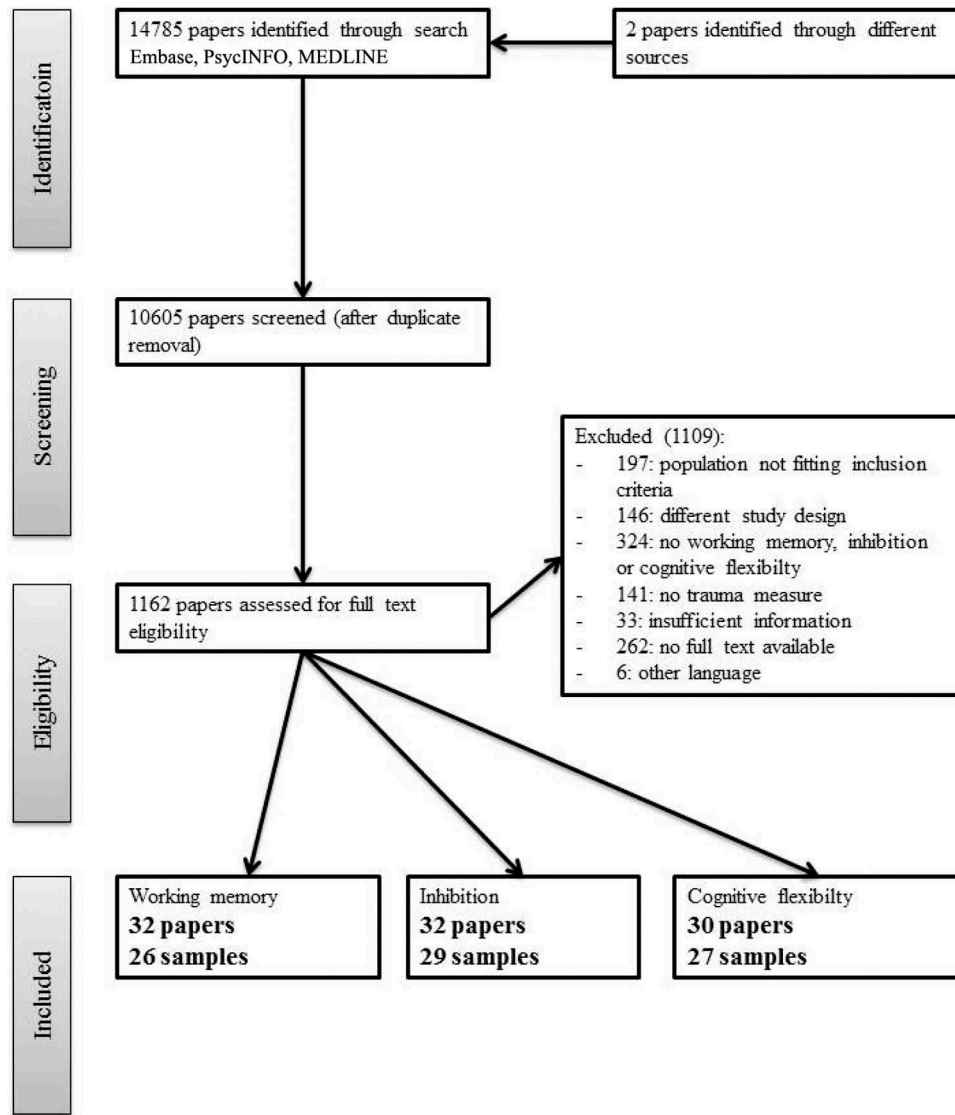 Identificatoin
14785 papers identified through search
Embase, PsycINFO, MEDLINE
2 papers identified through different
sources
Screening
10605 papers screened (after duplicate
removal)
Excluded (1109):
- 197: population not fitting inclusion
criteria
- 146: different study design
- 324: no working memory, inhibition
or cognitive flexibilty
- 141: no trauma measure
- 33: insufficient information
- 262: no full text available
- 6: other language
Eligibility
1162 papers assessed for full text
eligibility
Included
Working memory
32 papers
26 samples
Inhibition
32 papers
29 samples
Cognitive flexibilty
30 papers
27 samples